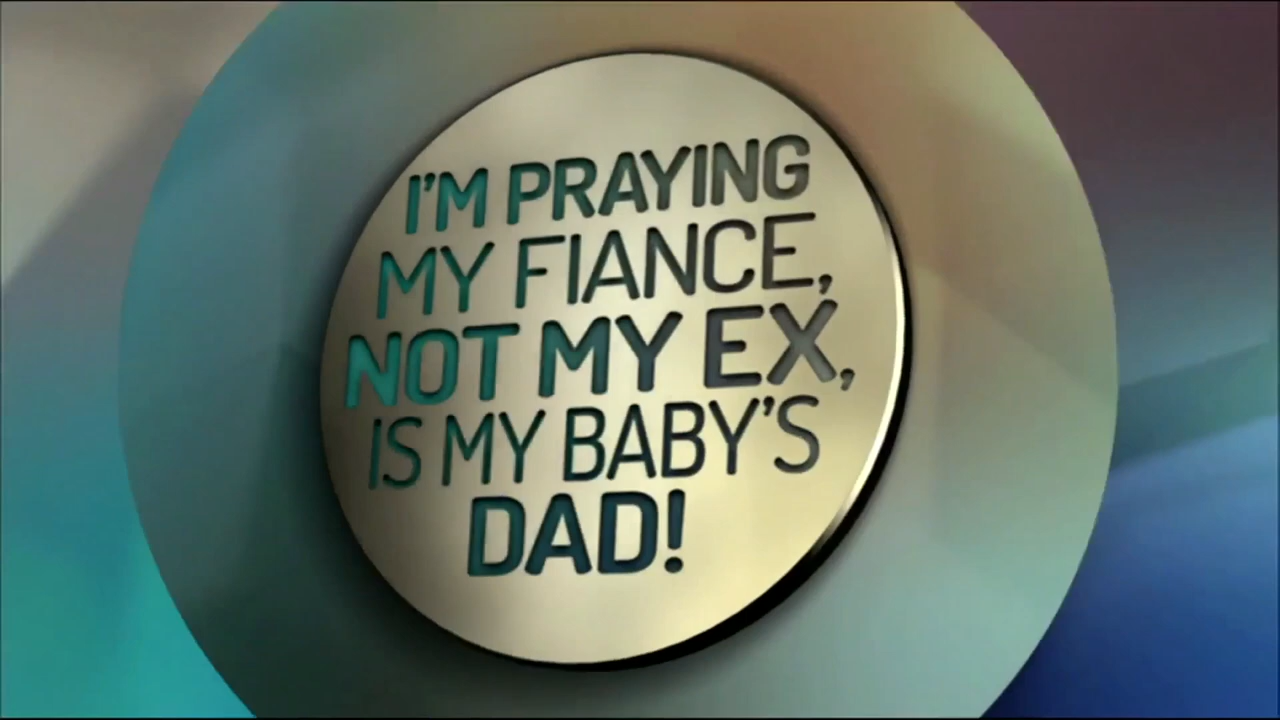 I'M PRAYING
MY FIANCE,
NOT MY EX,
IS MY BABY'S
DAD!